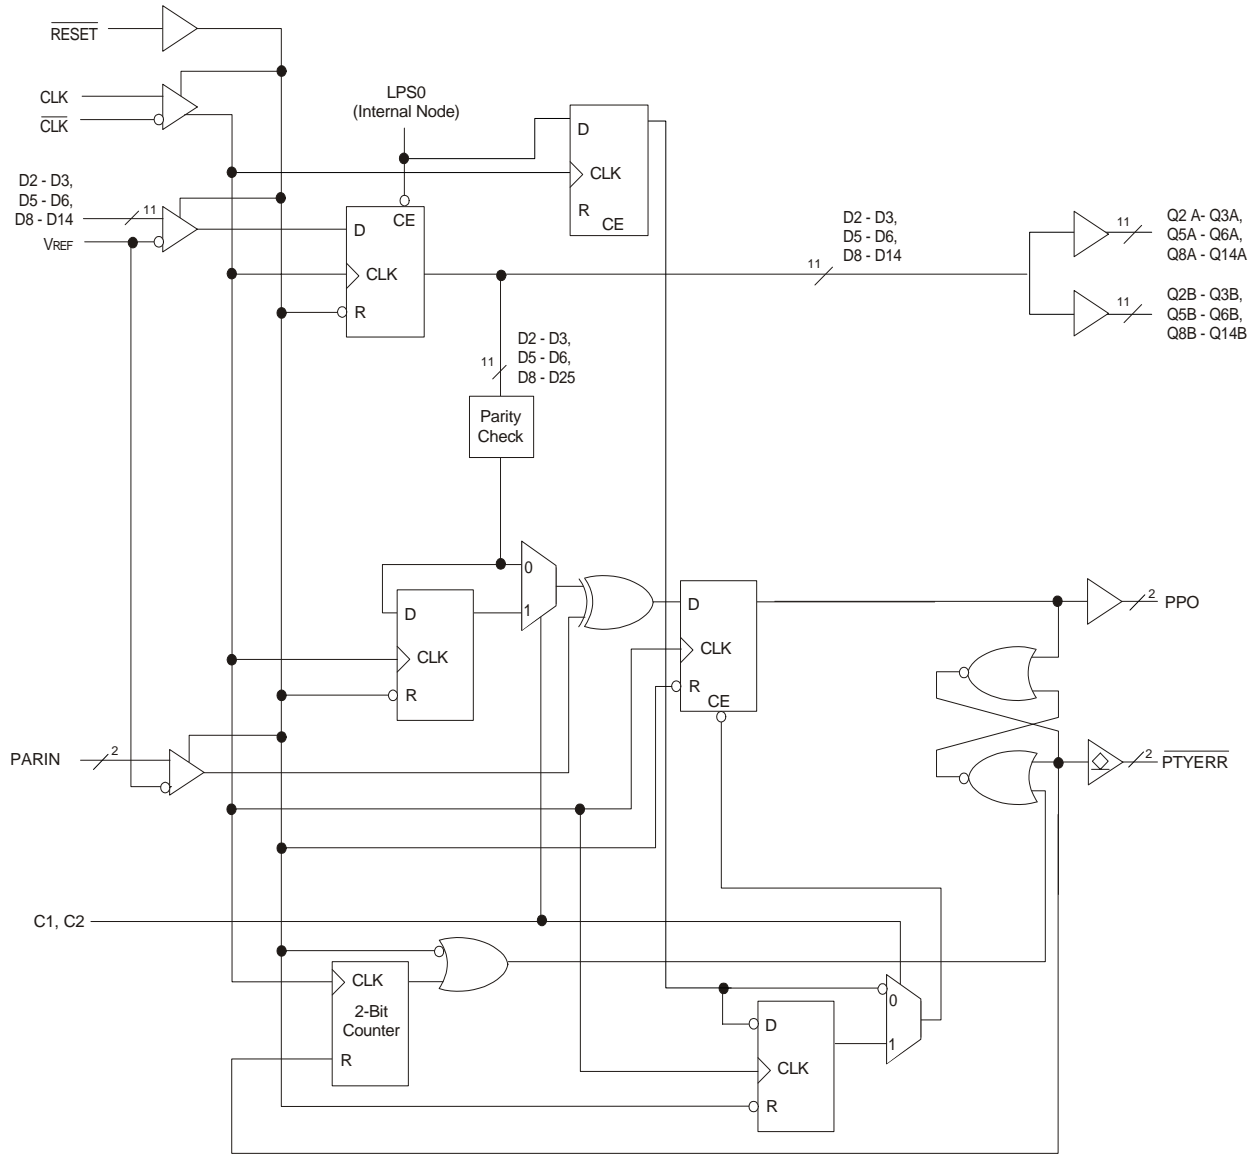 RESET
CLK
CLK
LPS0
(Internal Node)
D
CLK
R
CE
D2 - D3,
D5 - D6,
D8 - D14
11
VREF
CE
D
CLK
R
D2 - D3,
D5 - D6,
D8 - D14
11
11
Q2 A- Q3A,
Q5A - Q6A,
Q8A - Q14A
11
Q2B - Q3B,
Q5B - Q6B,
Q8B - Q14B
11
D2 - D3,
D5 - D6,
D8 - D25
Parity
Check
0
1
D
CLK
R
D
CLK
R
CE
2
PPO
PARIN
2
2
PTYERR
C1, C2
CLK
2-Bit
Counter
R
0
1
D
CLK
R